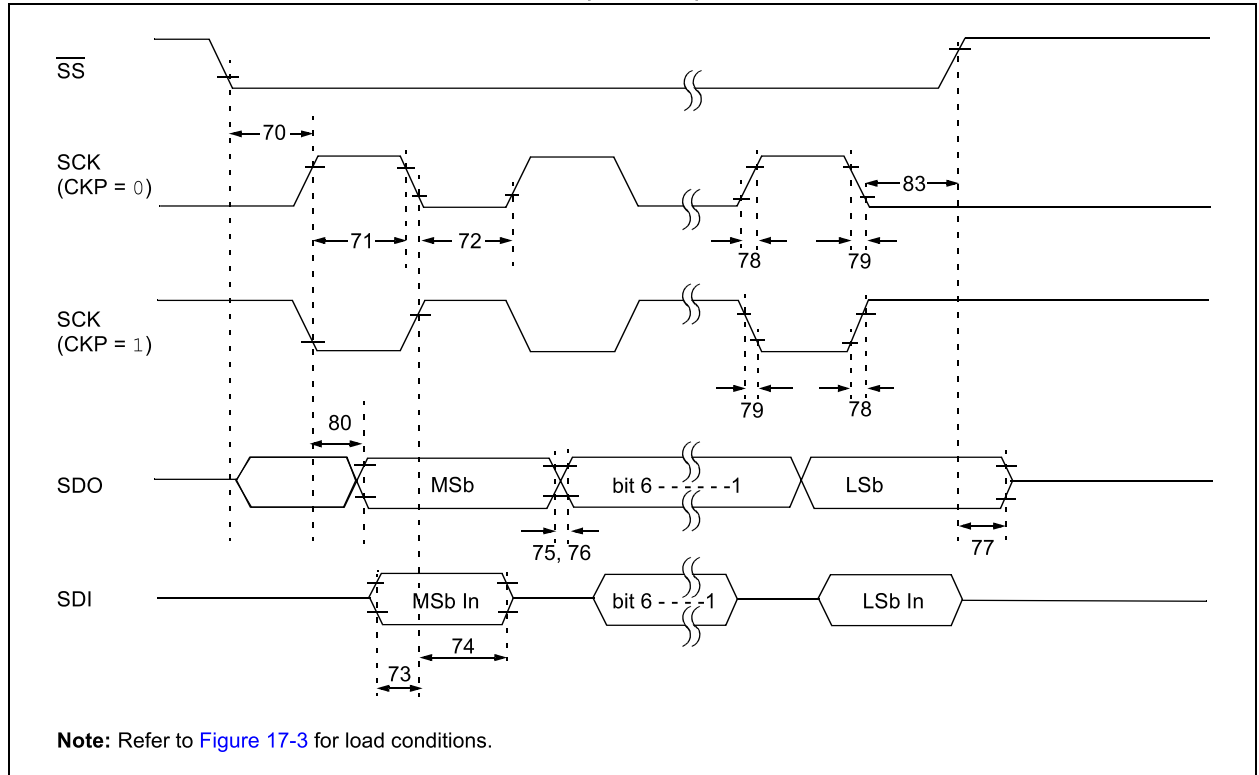 SS
70
SCK
(CKP = 0)
83
71
72
78
79
SCK
(CKP = 1)
79
78
80
SDO
MSb
bit 6 - - - - - - -1
LSb
75, 76
77
SDI
MSb In
bit 6 - - - - -1
LSb In
74
73
Note: Refer to Figure 17-3 for load conditions.